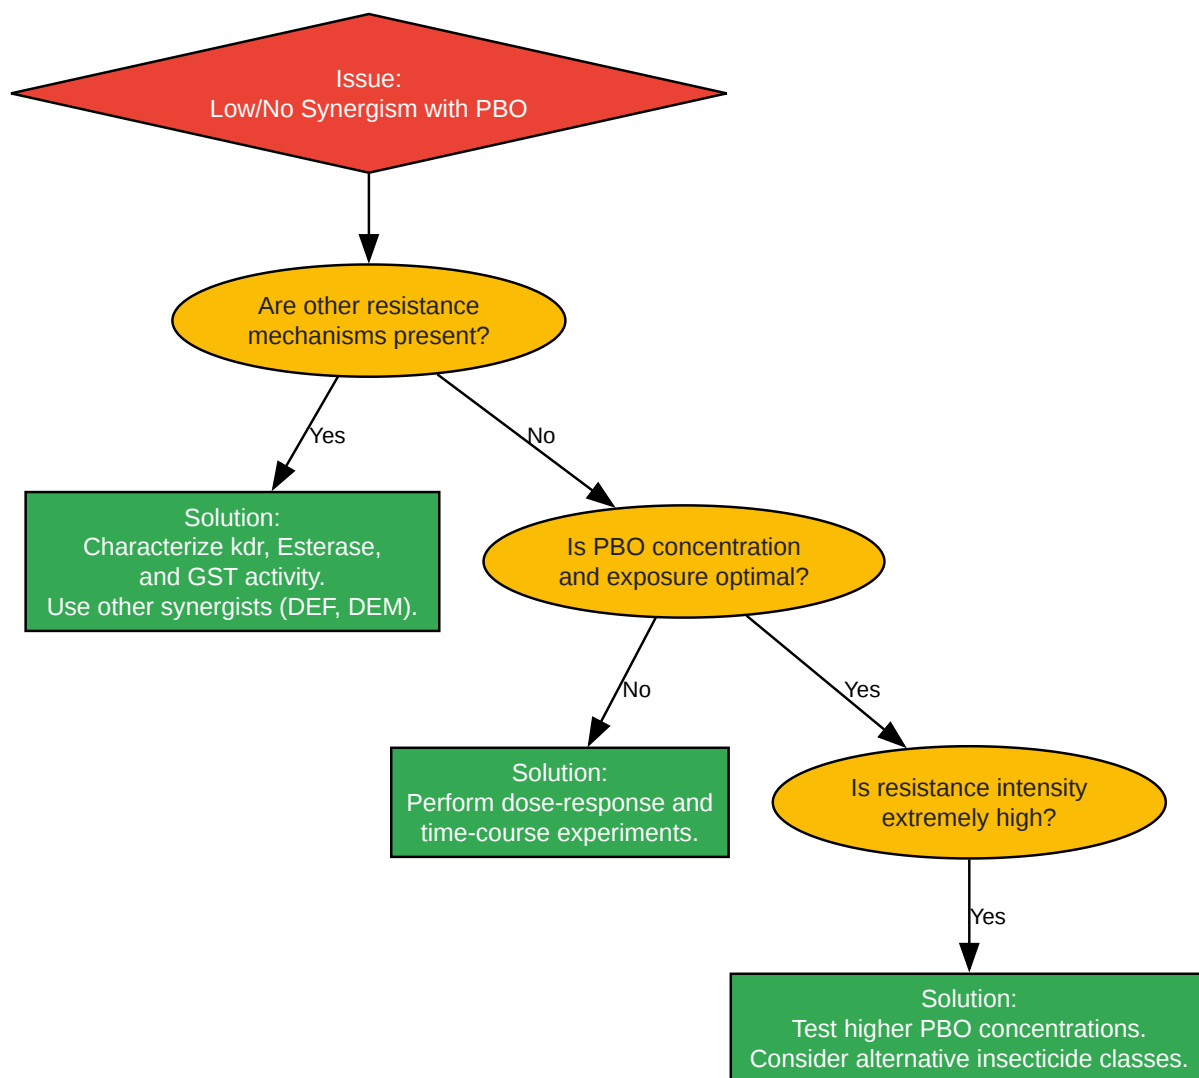 Issue:
Low/No Synergism with PBO
Are other resistance
mechanisms present?
Yes
No
Solution:
Characterize kdr, Esterase,
and GST activity.
Use other synergists (DEF, DEM).
Is PBO concentration
and exposure optimal?
No
Yes
Solution:
Perform dose-response and
time-course experiments.
Is resistance intensity
extremely high?
Yes
Solution:
Test higher PBO concentrations.
Consider alternative insecticide classes.